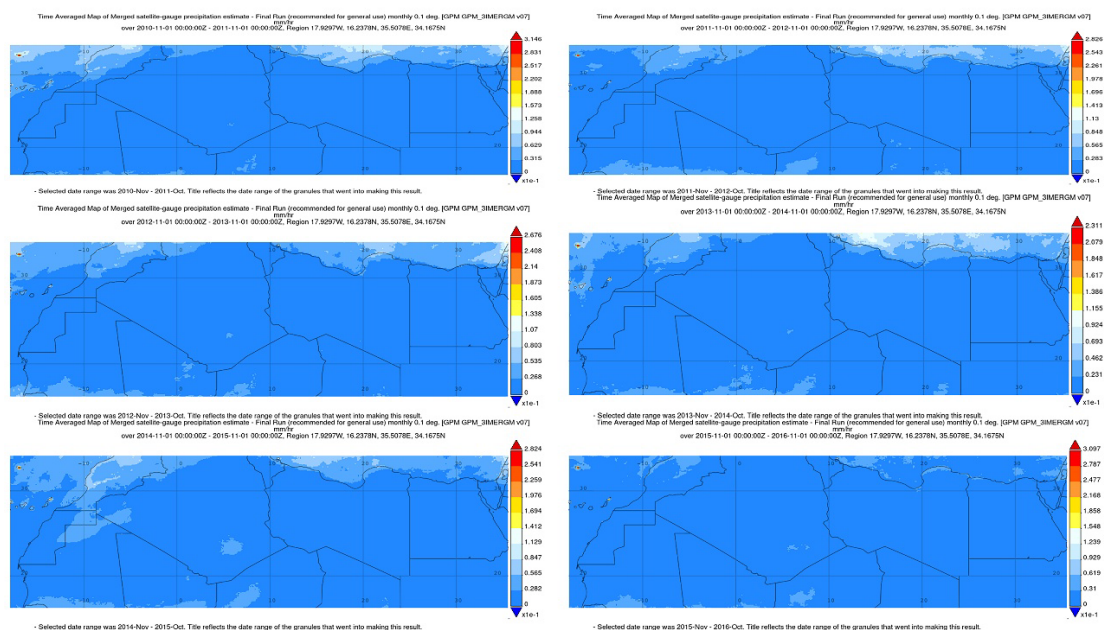 Time Averaged Map of Merged satellite-gauge precipitation estimate - Final Run (recommended for general use) monthly 0.1 deg. [GPM GPM_3IMERGM v07]
mm/hr
over 2010-11-01 00:00:00Z - 2011-11-01 00:00:00Z, Region 17.9297W, 16.2378N, 35.5078E, 34.1675N
3.146
2.831
2.517
2.202
1.888
1.573
1.258
0.944
0.629
0.315
0
x1e-1
- Selected date range was 2010-Nov - 2011-Oct. Title reflects the date range of the granules that went into making this result.
Time Averaged Map of Merged satellite-gauge precipitation estimate - Final Run (recommended for general use) monthly 0.1 deg. [GPM GPM_3IMERGM v07]
mm/hr
over 2011-11-01 00:00:00Z - 2012-11-01 00:00:00Z, Region 17.9297W, 16.2378N, 35.5078E, 34.1675N
2.826
2.543
2.261
1.978
1.696
1.413
1.13
0.848
0.565
0.283
0
x1e-1
- Selected date range was 2011-Nov - 2012-Oct. Title reflects the date range of the granules that went into making this result.
Time Averaged Map of Merged satellite-gauge precipitation estimate - Final Run (recommended for general use) monthly 0.1 deg. [GPM GPM_3IMERGM v07]
mm/hr
over 2012-11-01 00:00:00Z - 2013-11-01 00:00:00Z, Region 17.9297W, 16.2378N, 35.5078E, 34.1675N
2.676
2.408
2.14
1.873
1.605
1.338
1.07
0.803
0.535
0.268
0
x1e-1
- Selected date range was 2012-Nov - 2013-Oct. Title reflects the date range of the granules that went into making this result.
Time Averaged Map of Merged satellite-gauge precipitation estimate - Final Run (recommended for general use) monthly 0.1 deg. [GPM GPM_3IMERGM v07]
mm/hr
over 2013-11-01 00:00:00Z - 2014-11-01 00:00:00Z, Region 17.9297W, 16.2378N, 35.5078E, 34.1675N
2.311
2.079
1.848
1.617
1.386
1.155
0.924
0.693
0.462
0.231
0
x1e-1
- Selected date range was 2013-Nov - 2014-Oct. Title reflects the date range of the granules that went into making this result.
Time Averaged Map of Merged satellite-gauge precipitation estimate - Final Run (recommended for general use) monthly 0.1 deg. [GPM GPM_3IMERGM v07]
mm/hr
over 2014-11-01 00:00:00Z - 2015-11-01 00:00:00Z, Region 17.9297W, 16.2378N, 35.5078E, 34.1675N
2.824
2.541
2.259
1.976
1.694
1.412
1.129
0.847
0.565
0.282
0
x1e-1
- Selected date range was 2014-Nov - 2015-Oct. Title reflects the date range of the granules that went into making this result.
Time Averaged Map of Merged satellite-gauge precipitation estimate - Final Run (recommended for general use) monthly 0.1 deg. [GPM GPM_3IMERGM v07]
mm/hr
over 2015-11-01 00:00:00Z - 2016-11-01 00:00:00Z, Region 17.9297W, 16.2378N, 35.5078E, 34.1675N
3.097
2.787
2.477
2.168
1.858
1.548
1.239
0.929
0.619
0.31
0
x1e-1
- Selected date range was 2015-Nov - 2016-Oct. Title reflects the date range of the granules that went into making this result.